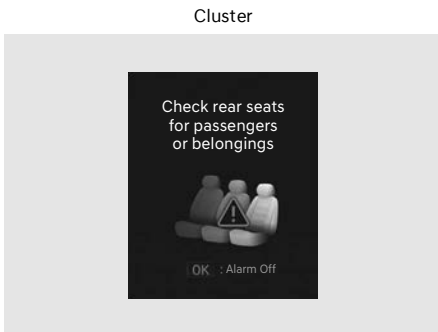 Cluster
Check rear seats
for passengers
or belongings
OK : Alarm Off